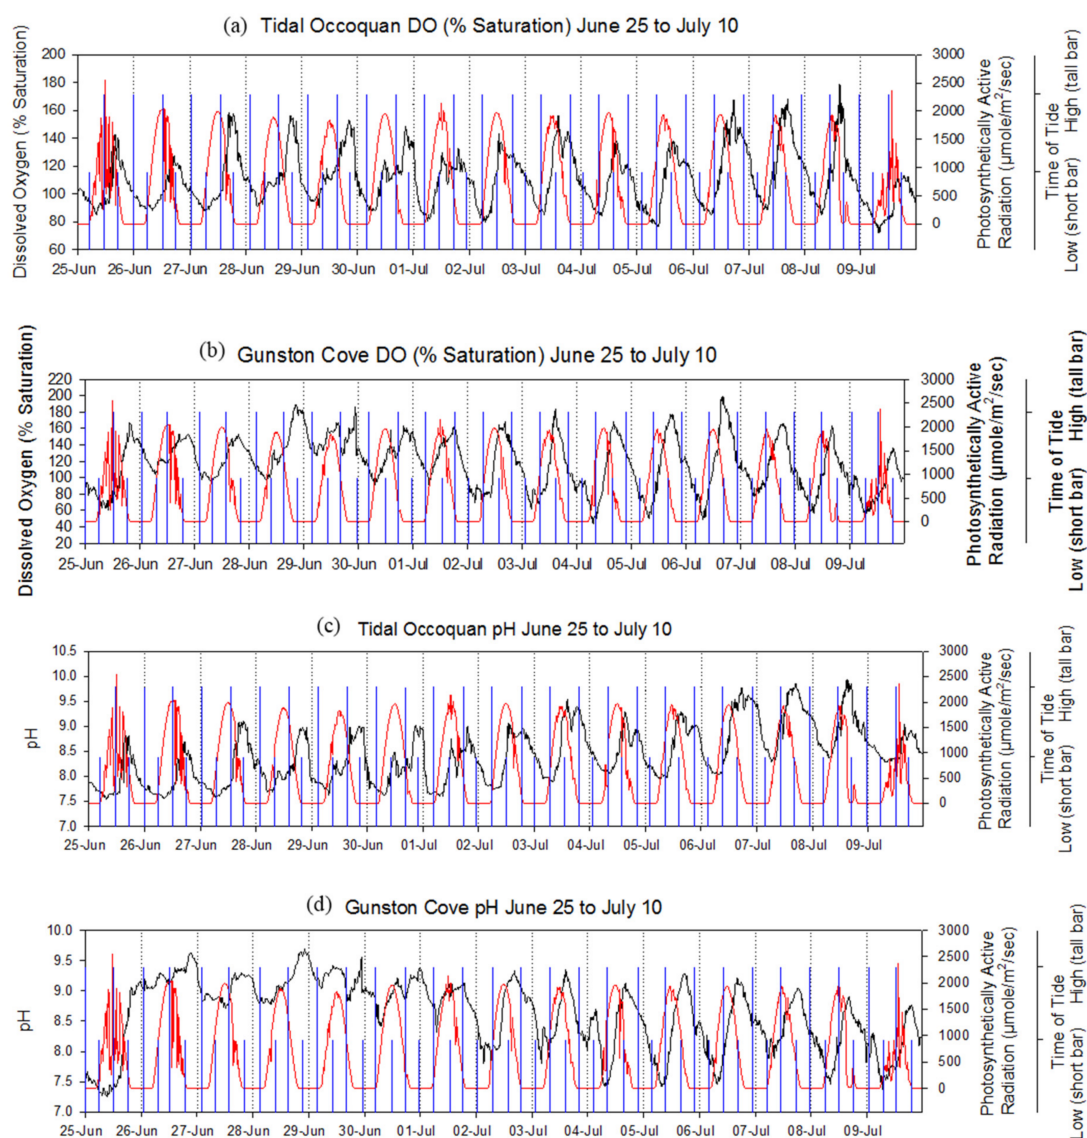 (a) Tidal Occoquan DO (% Saturation) June 25 to July 10
Dissolved Oxygen (% Saturation)
200
180
160
140
120
100
80
60
25-Jun 26-Jun 27-Jun 28-Jun 29-Jun 30-Jun 01-Jul 02-Jul 03-Jul 04-Jul 05-Jul 06-Jul 07-Jul 08-Jul 09-Jul
3000
2500
2000
1500
1000
500
0
Photosynthetically Active
Radiation (µmole/m²/sec)
Time of Tide
Low (short bar) High (tall bar)
(b) Gunston Cove DO (% Saturation) June 25 to July 10
Dissolved Oxygen (% Saturation)
220
200
180
160
140
120
100
80
60
40
20
25-Jun 26-Jun 27-Jun 28-Jun 29-Jun 30-Jun 01-Jul 02-Jul 03-Jul 04-Jul 05-Jul 06-Jul 07-Jul 08-Jul 09-Jul
3000
2500
2000
1500
1000
500
0
Photosynthetically Active
Radiation (µmole/m²/sec)
Time of Tide
Low (short bar) High (tall bar)
(c) Tidal Occoquan pH June 25 to July 10
pH
10.5
10.0
9.5
9.0
8.5
8.0
7.5
7.0
25-Jun 26-Jun 27-Jun 28-Jun 29-Jun 30-Jun 01-Jul 02-Jul 03-Jul 04-Jul 05-Jul 06-Jul 07-Jul 08-Jul 09-Jul
3000
2500
2000
1500
1000
500
0
Photosynthetically Active
Radiation (µmole/m²/sec)
Time of Tide
Low (short bar) High (tall bar)
(d) Gunston Cove pH June 25 to July 10
pH
10.0
9.5
9.0
8.5
8.0
7.5
7.0
25-Jun 26-Jun 27-Jun 28-Jun 29-Jun 30-Jun 01-Jul 02-Jul 03-Jul 04-Jul 05-Jul 06-Jul 07-Jul 08-Jul 09-Jul
3000
2500
2000
1500
1000
500
0
Photosynthetically Active
Radiation (µmole/m²/sec)
Time of Tide
Low (short bar) High (tall bar)